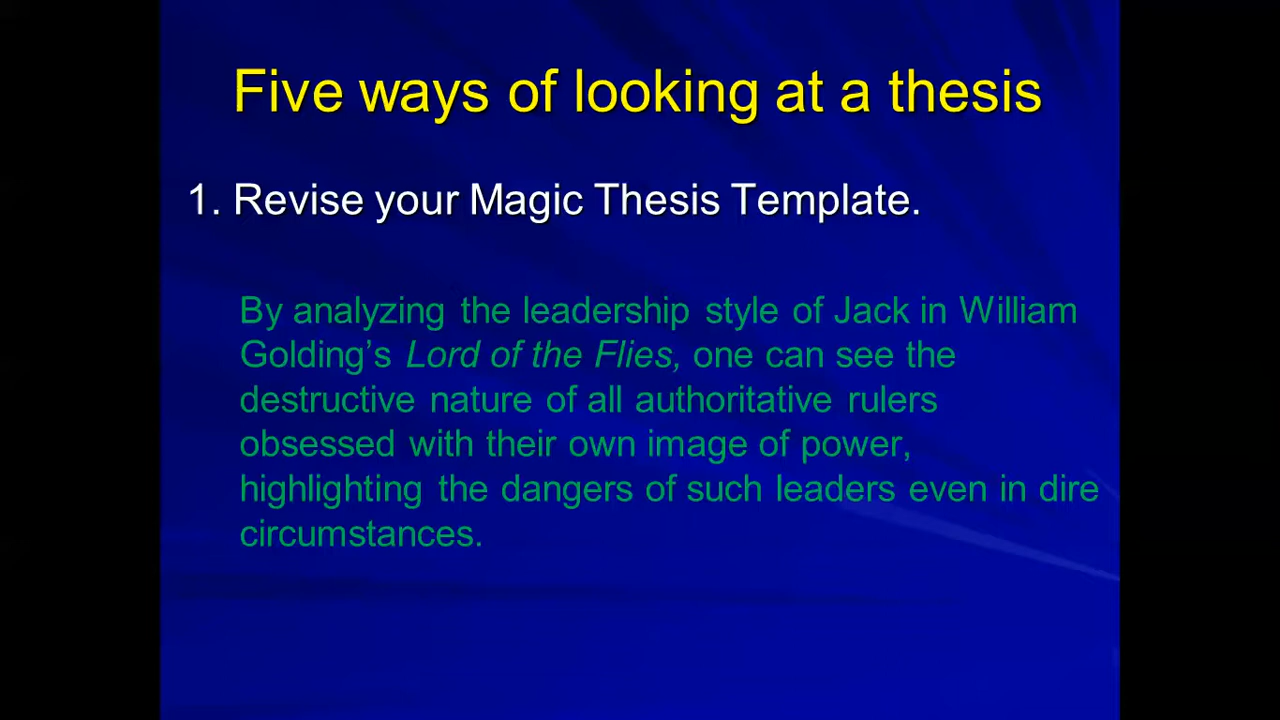 Five ways of looking at a thesis
1. Revise your Magic Thesis Template.
By analyzing the leadership style of Jack in William
Golding’s Lord of the Flies, one can see the
destructive nature of all authoritative rulers
obsessed with their own image of power,
highlighting the dangers of such leaders even in dire
circumstances.